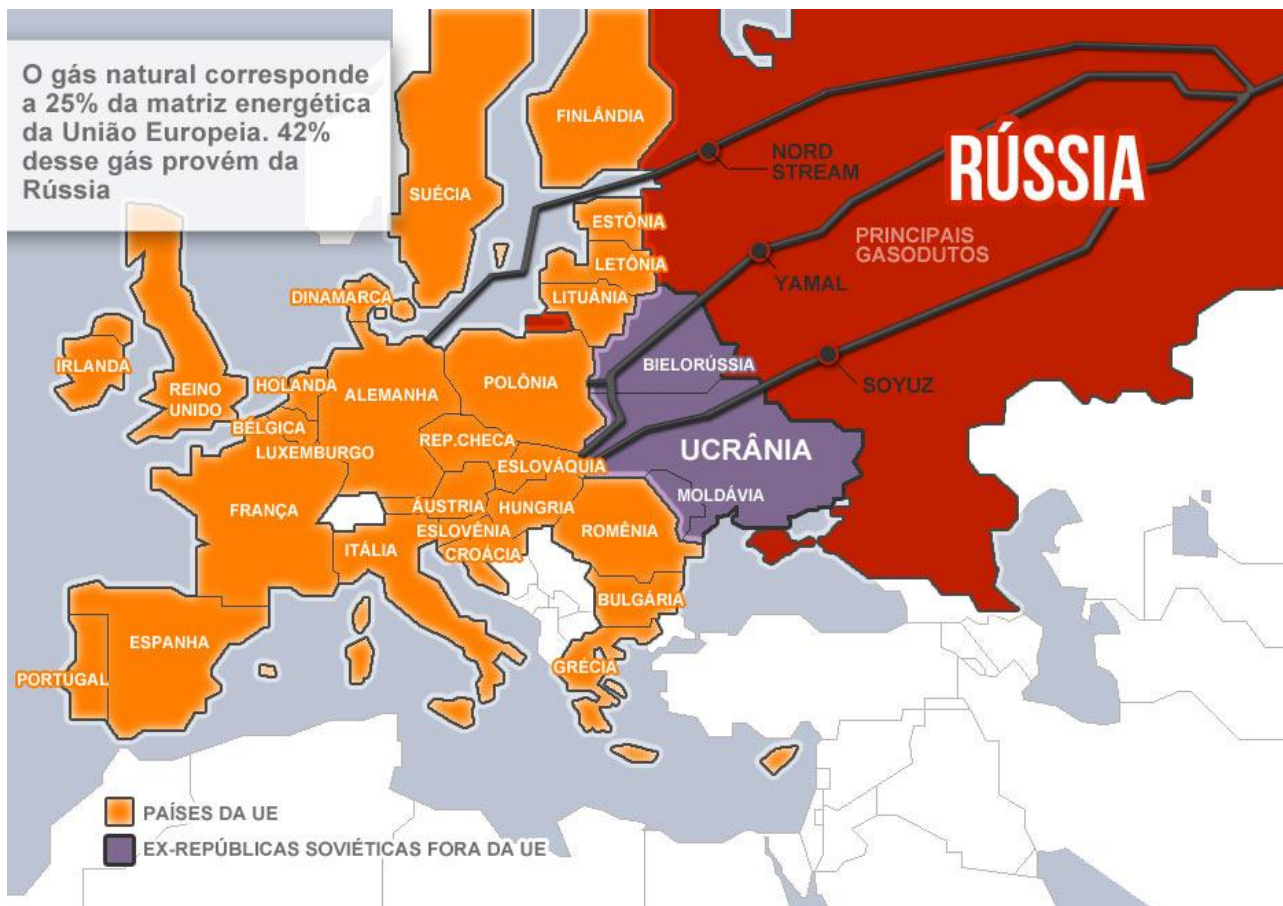 O gás natural corresponde
a 25% da matriz energética
da União Europeia. 42%
desse gás provém da
Rússia
FINLÂNDIA
SUÉCIA
NORD
STREAM
RÚSSIA
ESTÔNIA
PRINCIPAIS
GASODUTOS
LETÔNIA
YAMAL
DINAMARCA
LITUÂNIA
IRLANDA
BIELORÚSSIA
REINO
UNIDO
HOLANDA
ALEMANHA
POLÔNIA
SOYUZ
BÉLGICA
REP.CHECA
LUXEMBURGO
ESLOVÁQUIA
UCRÂNIA
MOLDÁVIA
FRANÇA
ÁUSTRIA
HUNGRIA
ESLOVÊNIA
ROMÊNIA
ITÁLIA
CROÁCIA
BULGÁRIA
ESPANHA
GRÉCIA
PORTUGAL
PAÍSES DA UE
EX-REPÚBLICAS SOVIÉTICAS FORA DA UE